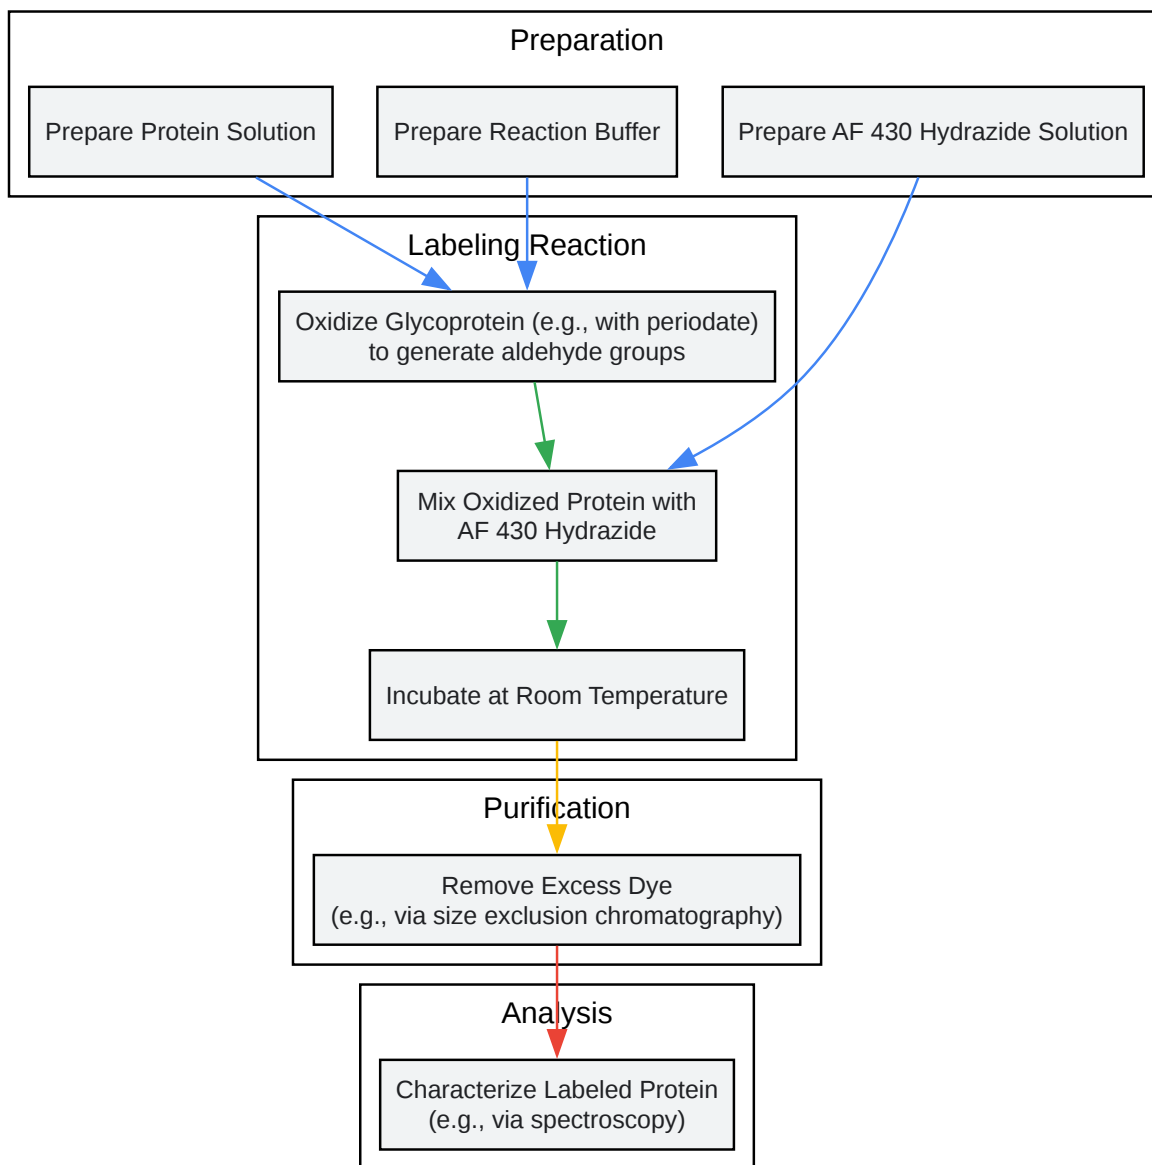 Preparation
Prepare Protein Solution
Prepare Reaction Buffer
Prepare AF 430 Hydrazide Solution
Labeling Reaction
Oxidize Glycoprotein (e.g., with periodate)
to generate aldehyde groups
Mix Oxidized Protein with
AF 430 Hydrazide
Incubate at Room Temperature
Purification
Remove Excess Dye
(e.g., via size exclusion chromatography)
Analysis
Characterize Labeled Protein
(e.g., via spectroscopy)